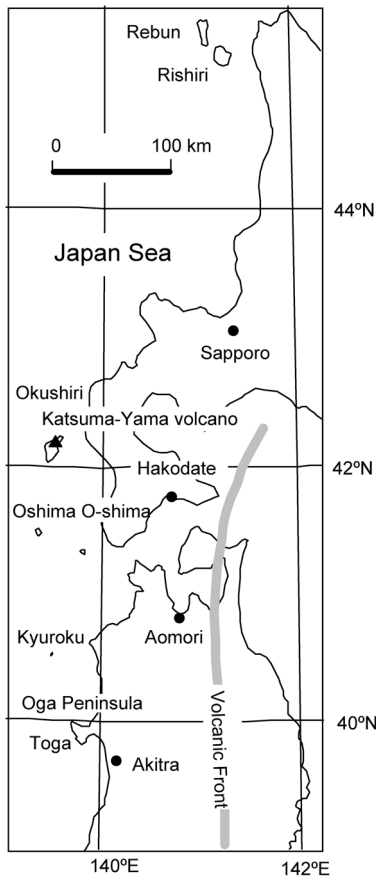 Rebun
Rishiri
0 100 km
44ºN
Japan Sea
Sapporo
Okushiri
Katsuma-Yama volcano
42ºN
Hakodate
Oshima O-shima
Kyuroku
Aomori
Oga Peninsula
40ºN
Toga
Akitra
Volcanic Front
140ºE
142ºE